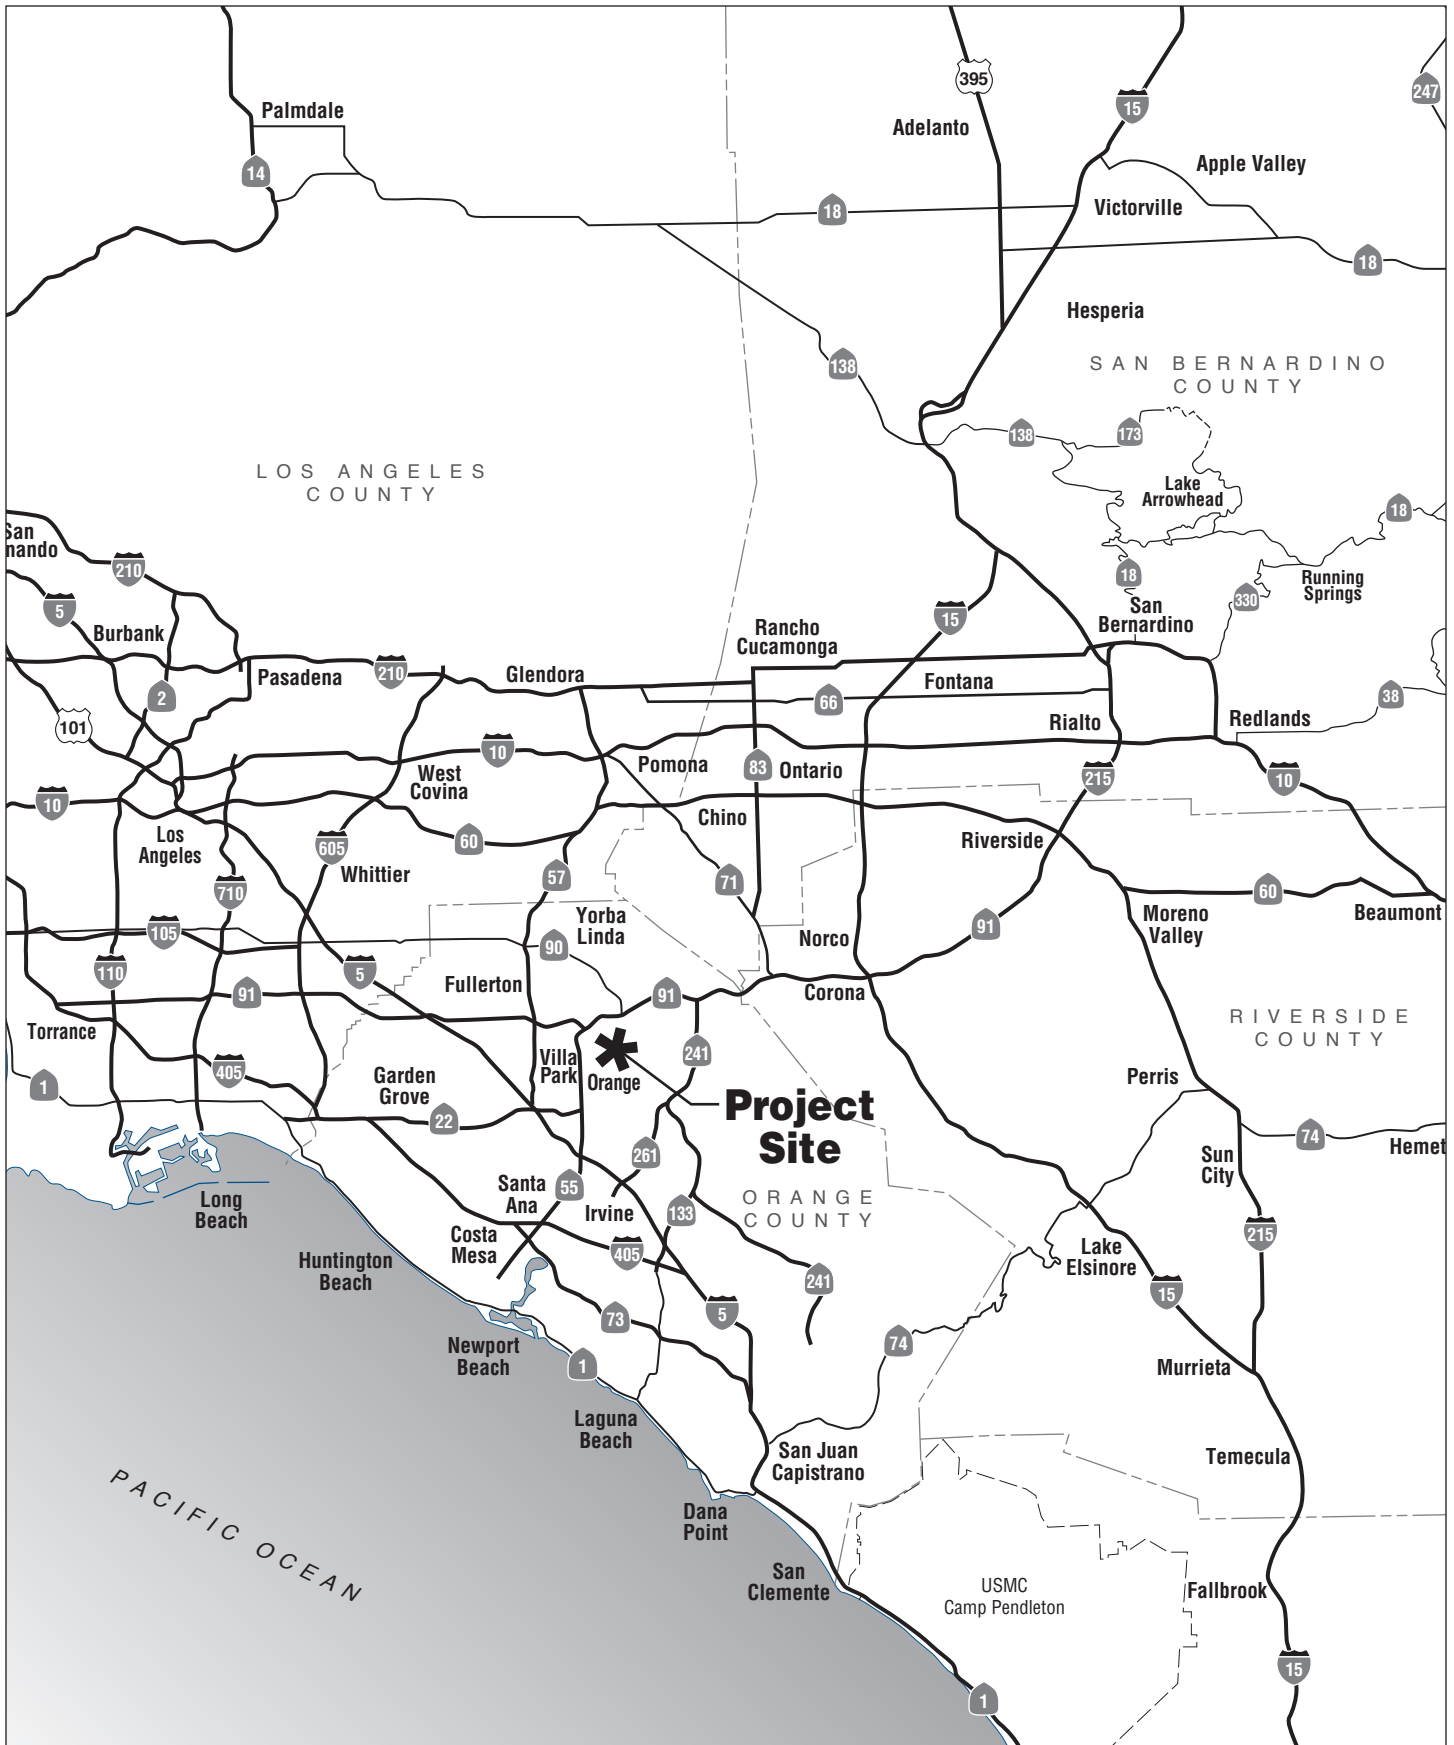 395
15
247
Palmdale
Adelanto
14
Apple Valley
18
Victorville
18
Hesperia
138
SAN BERNARDINO
COUNTY
138
173
LOS ANGELES
COUNTY
Lake
Arrowhead
18
San
nando
210
5
18
Running
Springs
330
Burbank
15
San
Bernardino
Rancho
Cucamonga
Pasadena
210
Glendora
Fontana
2
66
38
101
Rialto
Redlands
10
Pomona
83
Ontario
215
10
West
Covina
10
Chino
Los
Angeles
60
605
Riverside
Whittier
57
71
710
60
Yorba
Linda
Moreno
Valley
Beaumont
105
90
Norco
91
110
5
Fullerton
91
91
Corona
Torrance
RIVERSIDE
COUNTY
241
Villa
Park
Orange
405
1
Garden
Grove
Perris
22
Project
Site
74
Hemet
261
Sun
City
Santa
Ana
55
ORANGE
COUNTY
Long
Beach
Irvine
133
Costa
Mesa
405
215
Lake
Elsinore
Huntington
Beach
241
15
73
5
74
Newport
Beach
1
Murrieta
Laguna
Beach
San Juan
Capistrano
Temecula
PACIFIC OCEAN
Dana
Point
San
Clemente
USMC
Camp Pendleton
Fallbrook
15
1